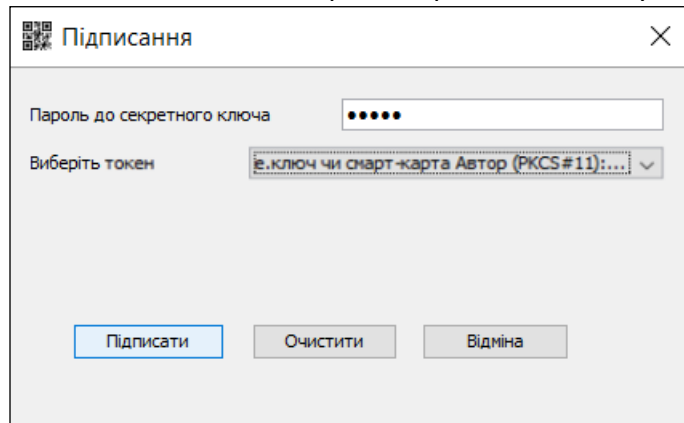 Підписання
Пароль до секретного ключа •••••
Виберіть токен е.ключ чи смарт-карта Автор (PKCS#11):...
Підписати Очистити Відміна